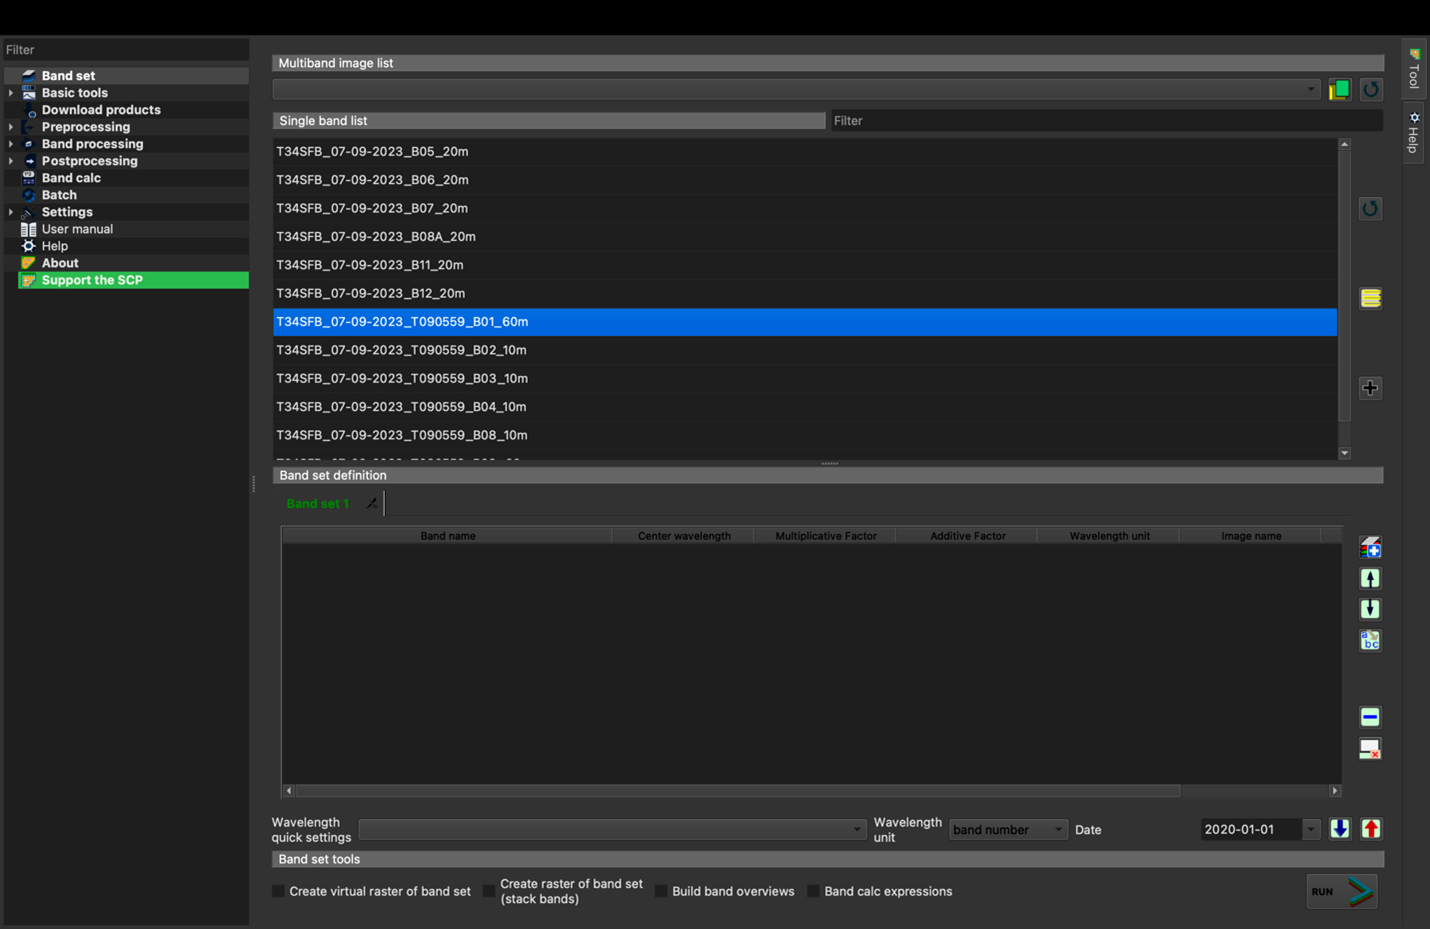 Filter
Band set
Basic tools
Download products
Preprocessing
Band processing
Postprocessing
Band calc
Batch
Settings
User manual
Help
About
Support the SCP
Multiband image list
Single band list
Filter
T34SFB_07-09-2023_B05_20m
T34SFB_07-09-2023_B06_20m
T34SFB_07-09-2023_B07_20m
T34SFB_07-09-2023_B08A_20m
T34SFB_07-09-2023_B11_20m
T34SFB_07-09-2023_B12_20m
T34SFB_07-09-2023_T090559_B01_60m
T34SFB_07-09-2023_T090559_B02_10m
T34SFB_07-09-2023_T090559_B03_10m
T34SFB_07-09-2023_T090559_B04_10m
T34SFB_07-09-2023_T090559_B08_10m
Band set definition
Band set 1
Band name Center wavelength Multiplicative Factor Additive Factor Wavelength unit Image name
a
bc
Wavelength
quick settings
Wavelength
unit
band number
Date
2020-01-01
Band set tools
Create virtual raster of band set
Create raster of band set
(stack bands)
Build band overviews
Band calc expressions
RUN
Tool
Help